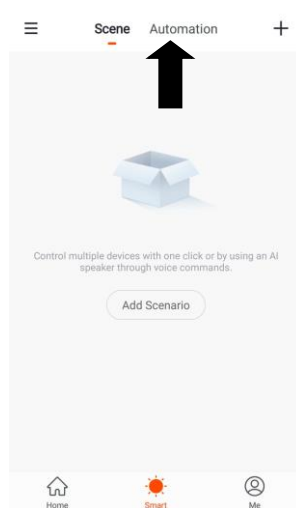 Scene Automation
Control multiple devices with one click or by using an AI
speaker through voice commands.
Add Scenario
Home Smart Me